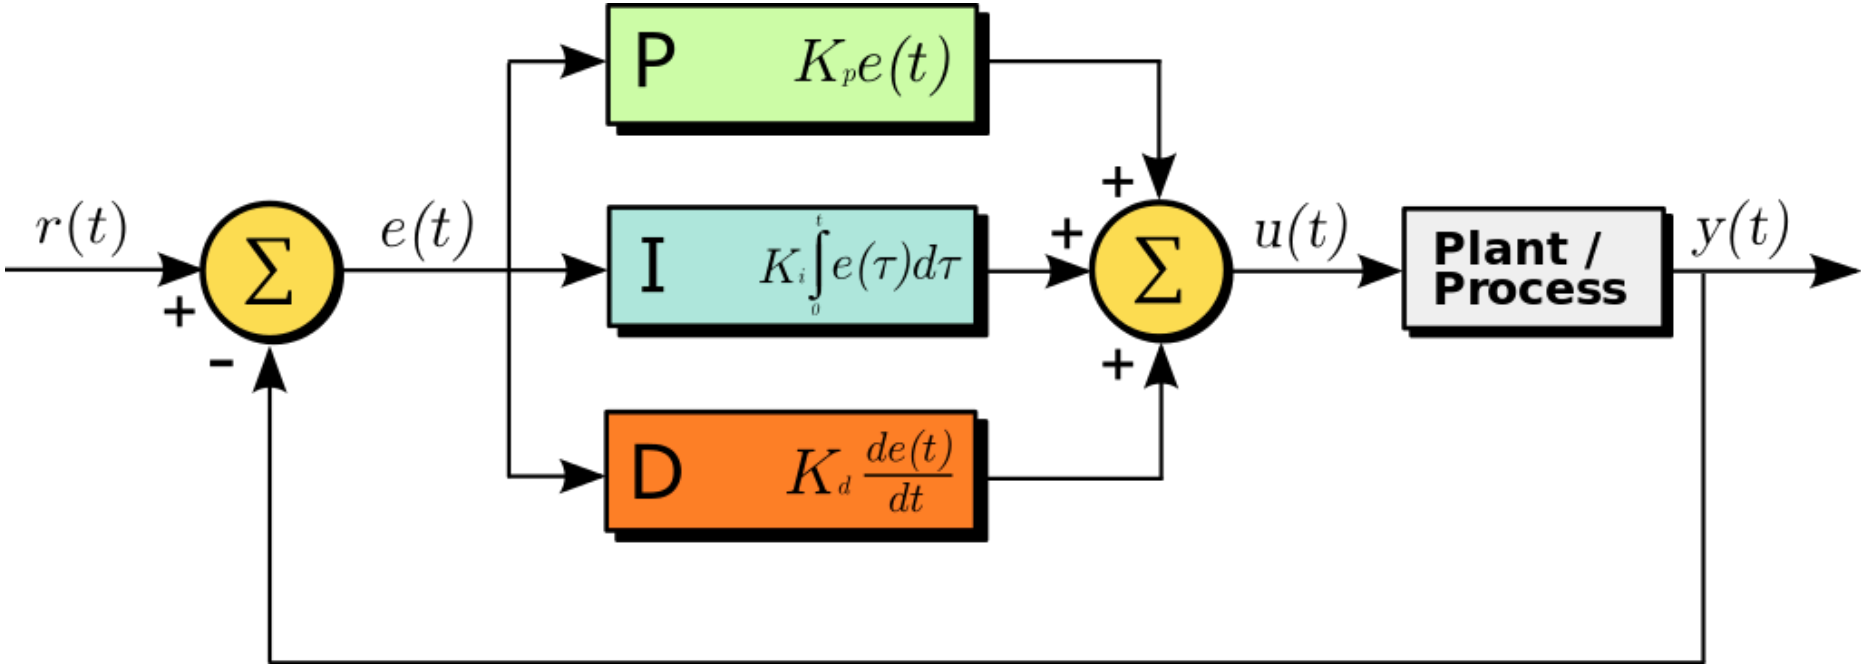 P K_p e(t)
r(t)
+
-
Σ
e(t)
I K_i ∫_0^t e(τ)dτ
D K_d de(t)/dt
+
+
+
Σ
u(t)
Plant /
Process
y(t)